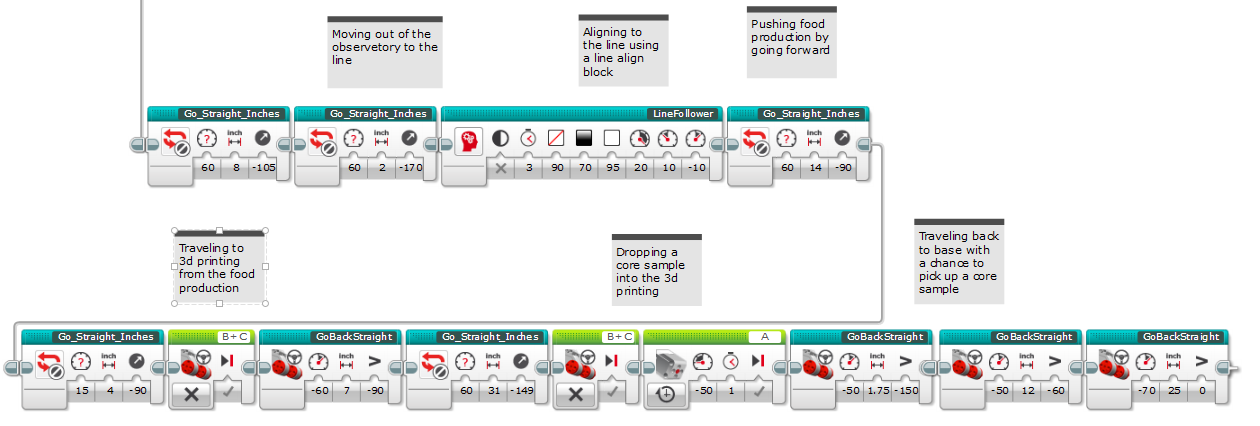 Moving out of the
observetory to the
line
Aligning to
the line using
a line align
block
Pushing food
production by
going forward
Go_Straight_Inches
Go_Straight_Inches
LineFollower
Go_Straight_Inches
? inch
? inch
? inch
60 8 -105
60 2 -170
3 90 70 95 20 10 -10
60 14 -90
Traveling to
3d printing
from the food
production
Dropping a
core sample
into the 3d
printing
Traveling back
to base with
a chance to
pick up a core
sample
Go_Straight_Inches
B+C
GoBackStraight
Go_Straight_Inches
B+C
A
GoBackStraight
GoBackStraight
GoBackStraight
? inch
inch >
? inch
inch >
inch >
inch >
15 4 -90
-60 7 -90
60 31 -149
-50 1
-50 1.75 -150
-50 12 -60
-70 25 0